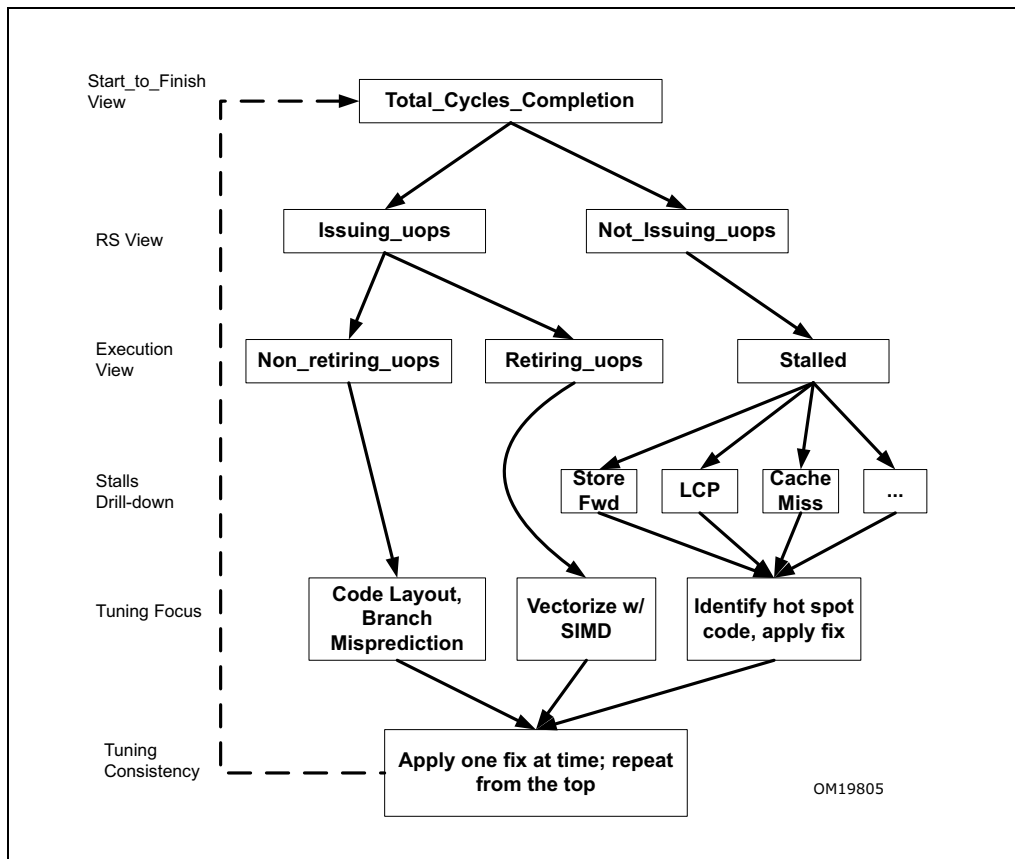 Start_to_Finish
View
Total_Cycles_Completion
RS View
Issuing_uops
Not_Issuing_uops
Execution
View
Non_retiring_uops
Retiring_uops
Stalled
Stalls
Drill-down
Store
Fwd
LCP
Cache
Miss
...
Tuning Focus
Code Layout,
Branch
Misprediction
Vectorize w/
SIMD
Identify hot spot
code, apply fix
Tuning
Consistency
Apply one fix at time; repeat
from the top
OM19805